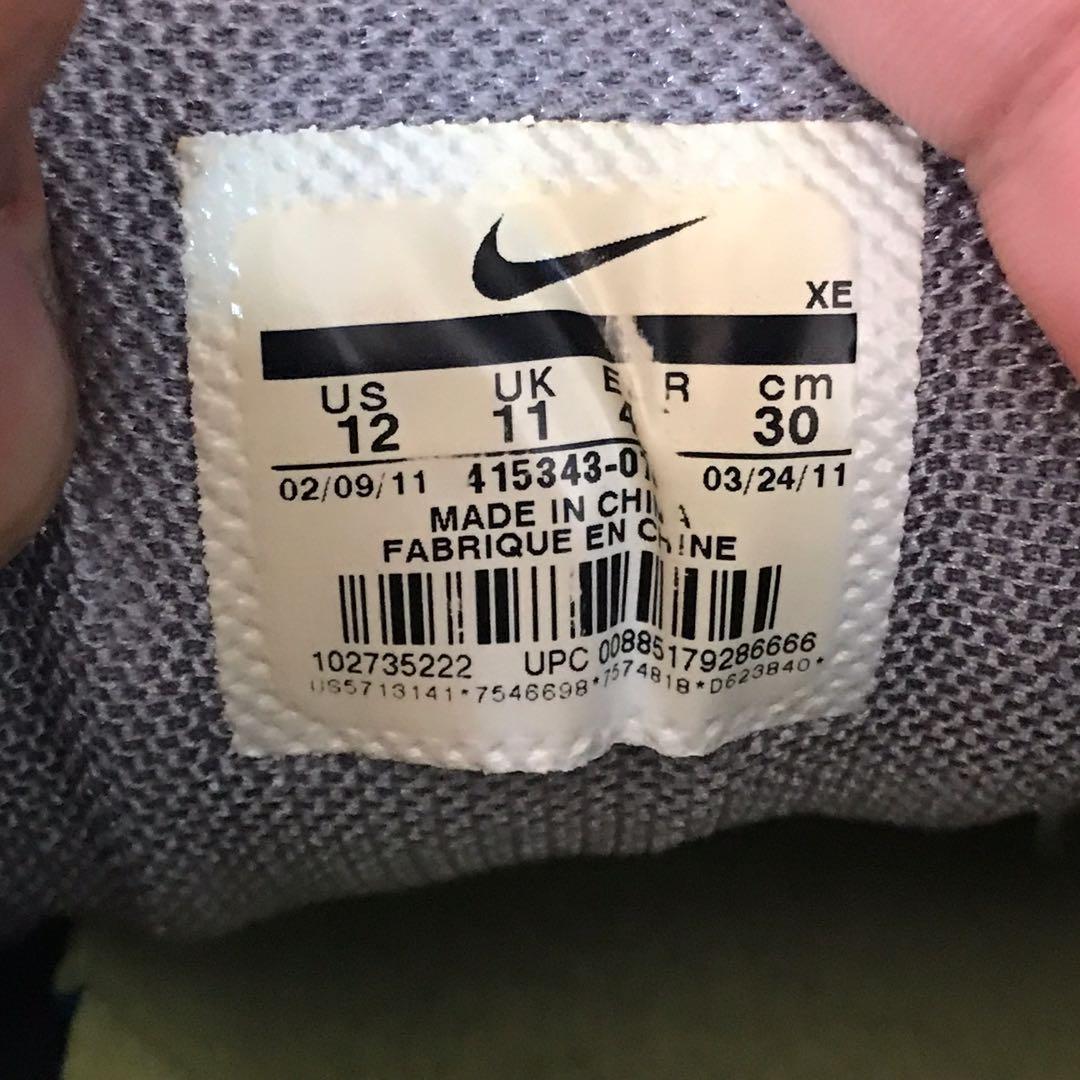 XE
US UK cm
12 11 30
02/09/11 03/24/11
MADE IN CHINA
FABRIQUE EN CHINE
102735222 UPC 00885179286666
US5713141*7546698*7574818*D623840*